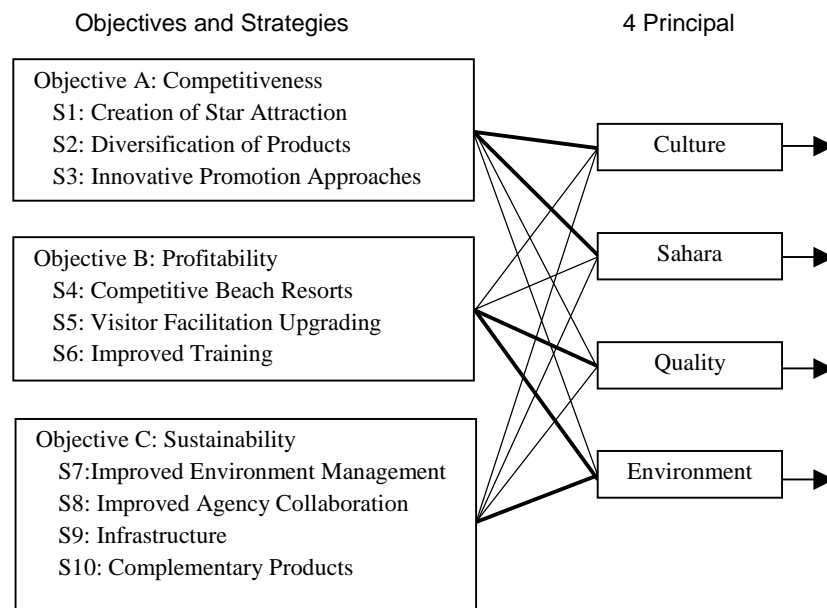 Objectives and Strategies
4 Principal
Objective A: Competitiveness
S1: Creation of Star Attraction
S2: Diversification of Products
S3: Innovative Promotion Approaches
Objective B: Profitability
S4: Competitive Beach Resorts
S5: Visitor Facilitation Upgrading
S6: Improved Training
Objective C: Sustainability
S7:Improved Environment Management
S8: Improved Agency Collaboration
S9: Infrastructure
S10: Complementary Products
Culture
Sahara
Quality
Environment